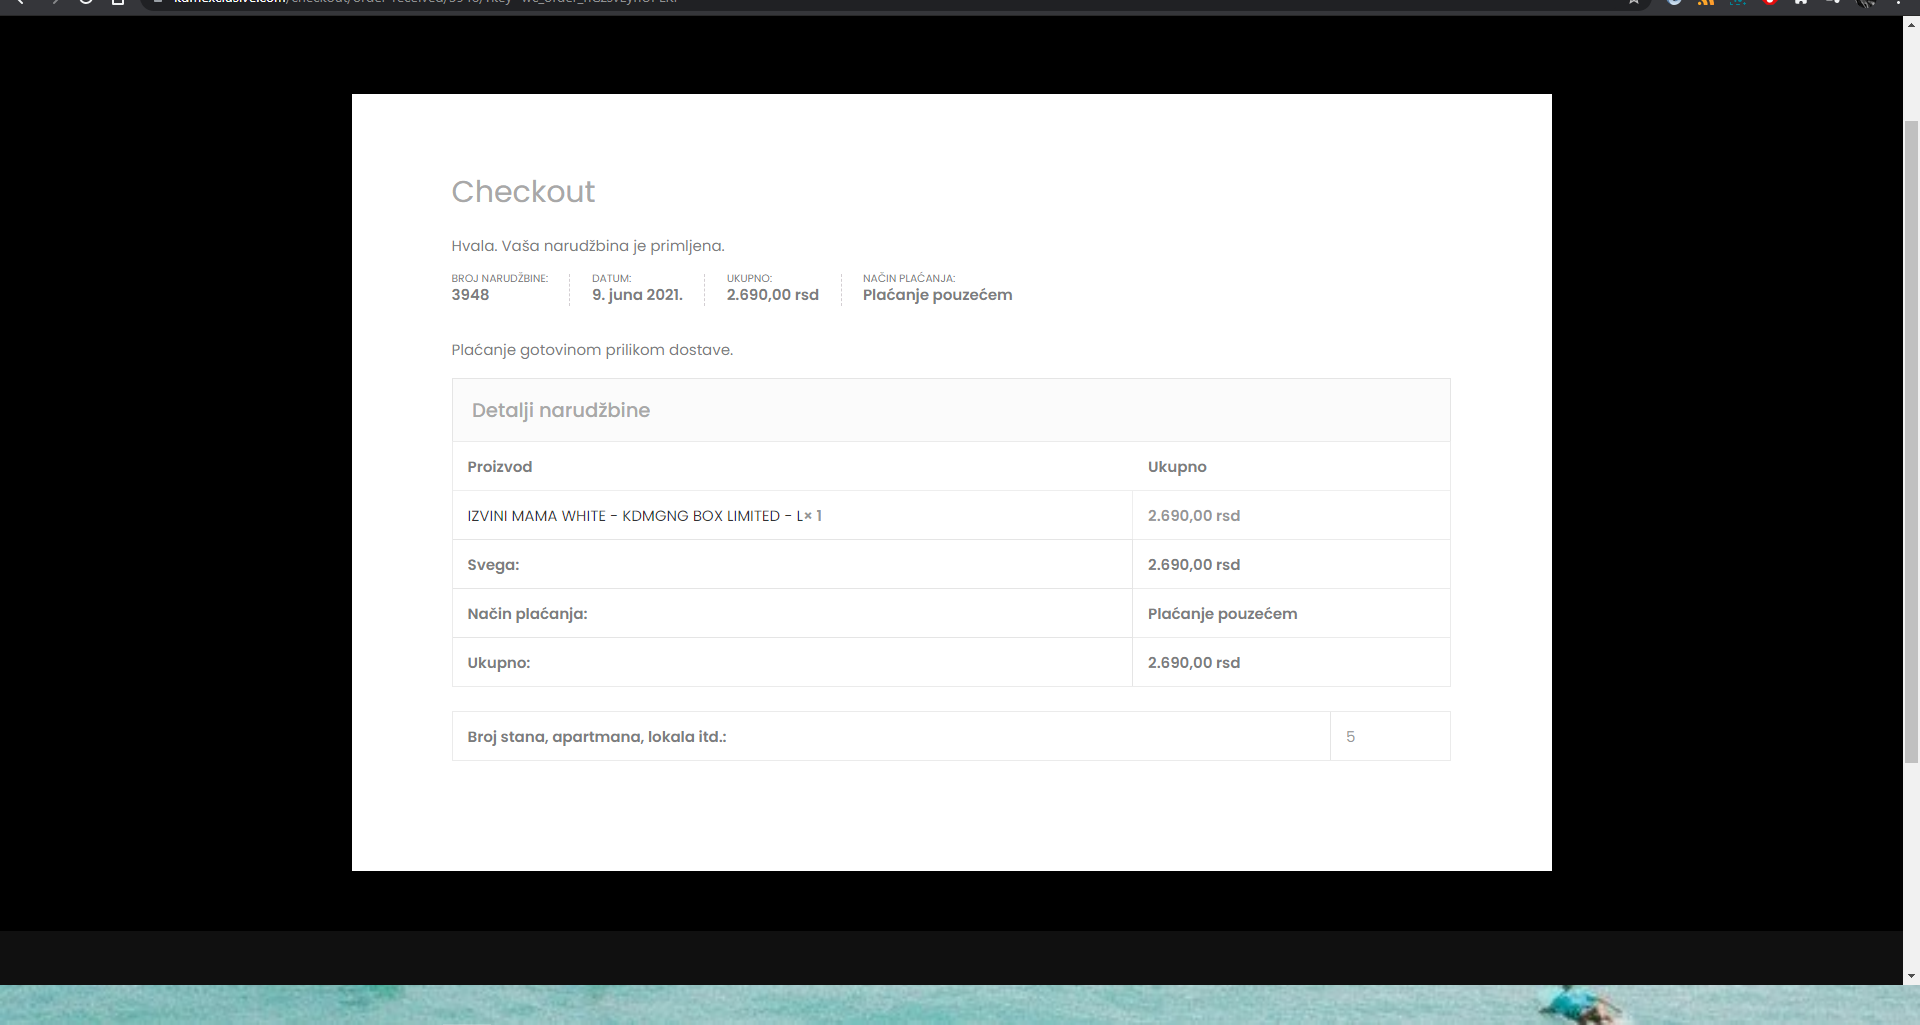 Checkout
Hvala. Vaša narudžbina je primljena.
BROJ NARUDŽBINE:
3948
DATUM:
9. juna 2021.
UKUPNO:
2.690,00 rsd
NAČIN PLAĆANJA:
Plaćanje pouzećem
Plaćanje gotovinom prilikom dostave.
Detalji narudžbine
Proizvod Ukupno
IZVINI MAMA WHITE - KDMGNG BOX LIMITED - L× 1 2.690,00 rsd
Svega: 2.690,00 rsd
Način plaćanja: Plaćanje pouzećem
Ukupno: 2.690,00 rsd
Broj stana, apartmana, lokala itd.: 5